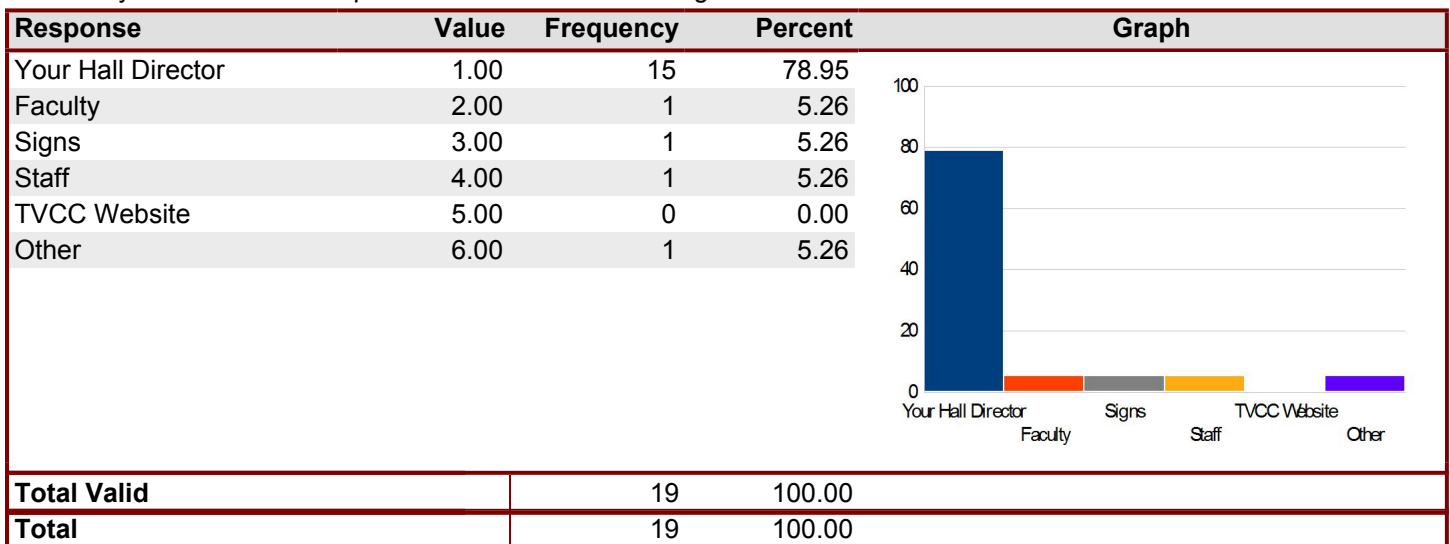 Response Value Frequency Percent Graph
Your Hall Director 1.00 15 78.95
Faculty 2.00 1 5.26
Signs 3.00 1 5.26
Staff 4.00 1 5.26
TVCC Website 5.00 0 0.00
Other 6.00 1 5.26
100
80
60
40
20
0
Your Hall Director Signs TVCC Website
Faculty Staff Other
Total Valid 19 100.00
Total 19 100.00